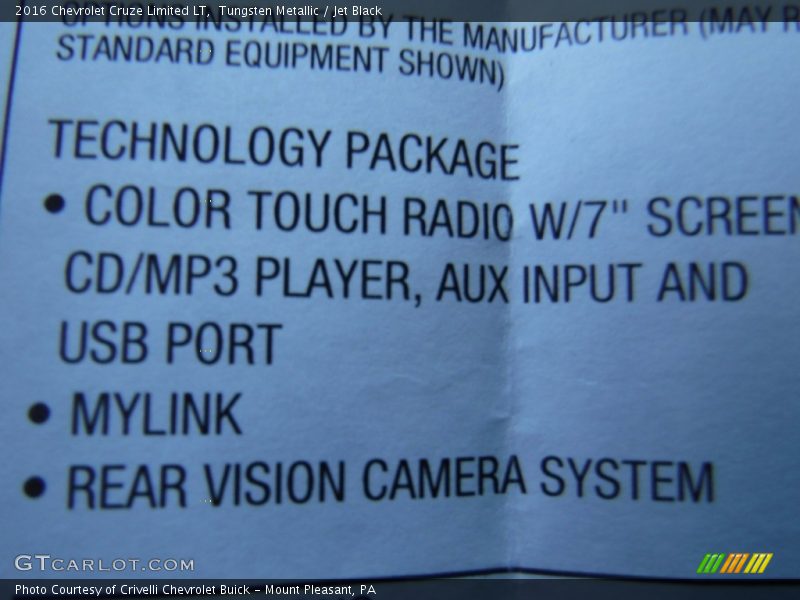 2016 Chevrolet Cruze Limited LT, Tungsten Metallic / Jet Black
OPTIONS INSTALLED BY THE MANUFACTURER (MAY R
STANDARD EQUIPMENT SHOWN)
TECHNOLOGY PACKAGE
• COLOR TOUCH RADIO W/7" SCREEN
CD/MP3 PLAYER, AUX INPUT AND
USB PORT
• MYLINK
• REAR VISION CAMERA SYSTEM
GTCARLOT.COM
Photo Courtesy of Crivelli Chevrolet Buick - Mount Pleasant, PA